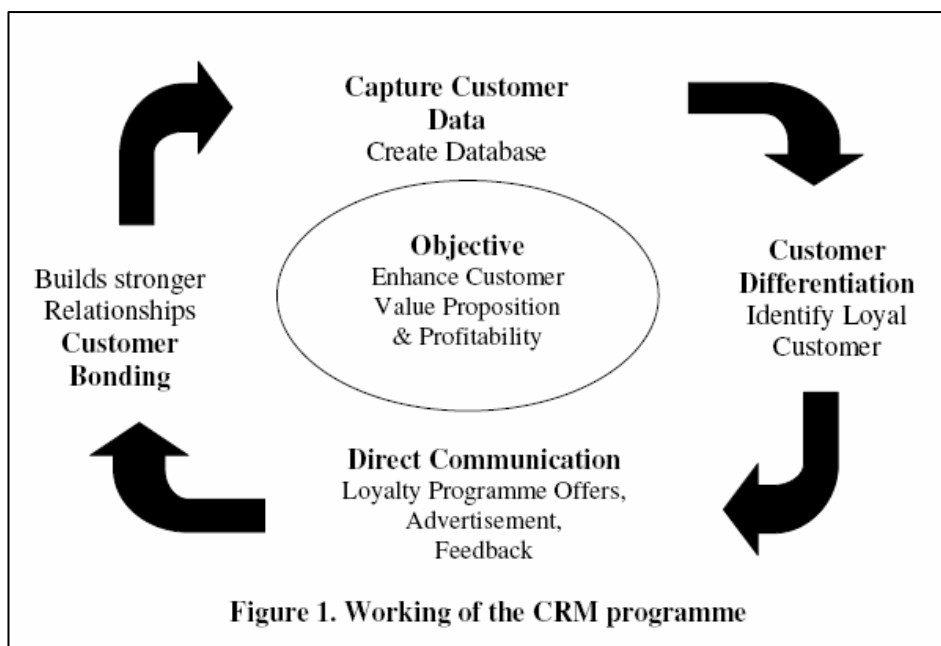 Capture Customer
Data
Create Database
Objective
Enhance Customer
Value Proposition
& Profitability
Customer
Differentiation
Identify Loyal
Customer
Direct Communication
Loyalty Programme Offers,
Advertisement,
Feedback
Builds stronger
Relationships
Customer
Bonding
Figure 1. Working of the CRM programme